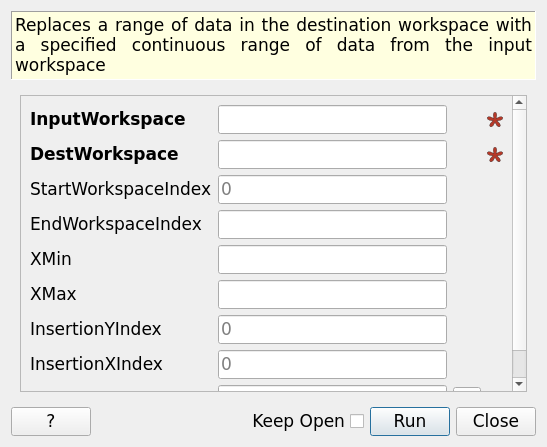 Replaces a range of data in the destination workspace with
a specified continuous range of data from the input
workspace
InputWorkspace
DestWorkspace
StartWorkspaceIndex 0
EndWorkspaceIndex
XMin
XMax
InsertionYIndex 0
InsertionXIndex 0
? Keep Open Run Close